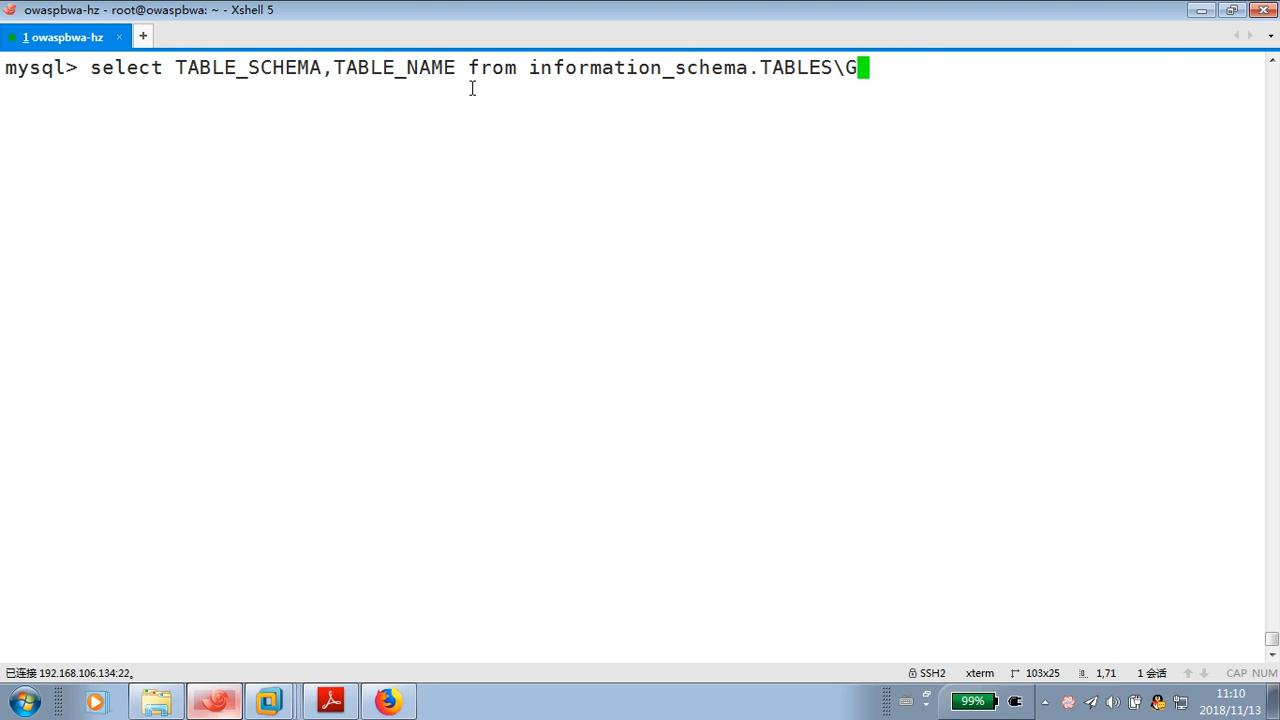 owaspbwa-hz - root@owaspbwa: ~ - Xshell 5
1 owaspbwa-hz × +
mysql> select TABLE_SCHEMA,TABLE_NAME from information_schema.TABLES\G
已连接 192.168.106.134:22。 SSH2 xterm 103x25 1,71 1 会话 CAP NUM
99% 11:10
2018/11/13